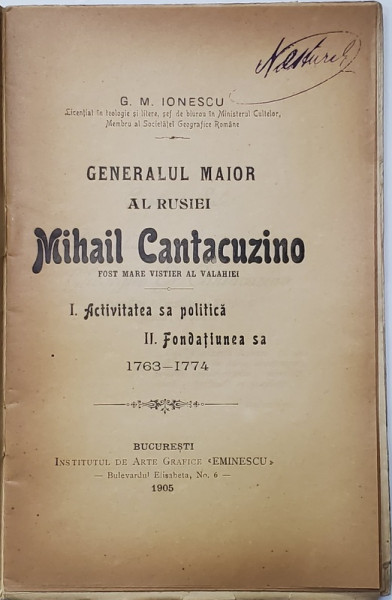 G. M. IONESCU
Licențiat în teologie și litere, șef de birou în Ministerul Cultelor,
Membru al Societăței Geografice Române
GENERALUL MAIOR
AL RUSIEI
Mihail Cantacuzino
FOST MARE VISTIER AL VALAHIEI
I. Activitatea sa politică
II. Fondațiunea sa
1763—1774
BUCUREȘTI
INSTITUTUL DE ARTE GRAFICE «EMINESCU»
— Bulevardul Elisabeta, No. 6 —
1905